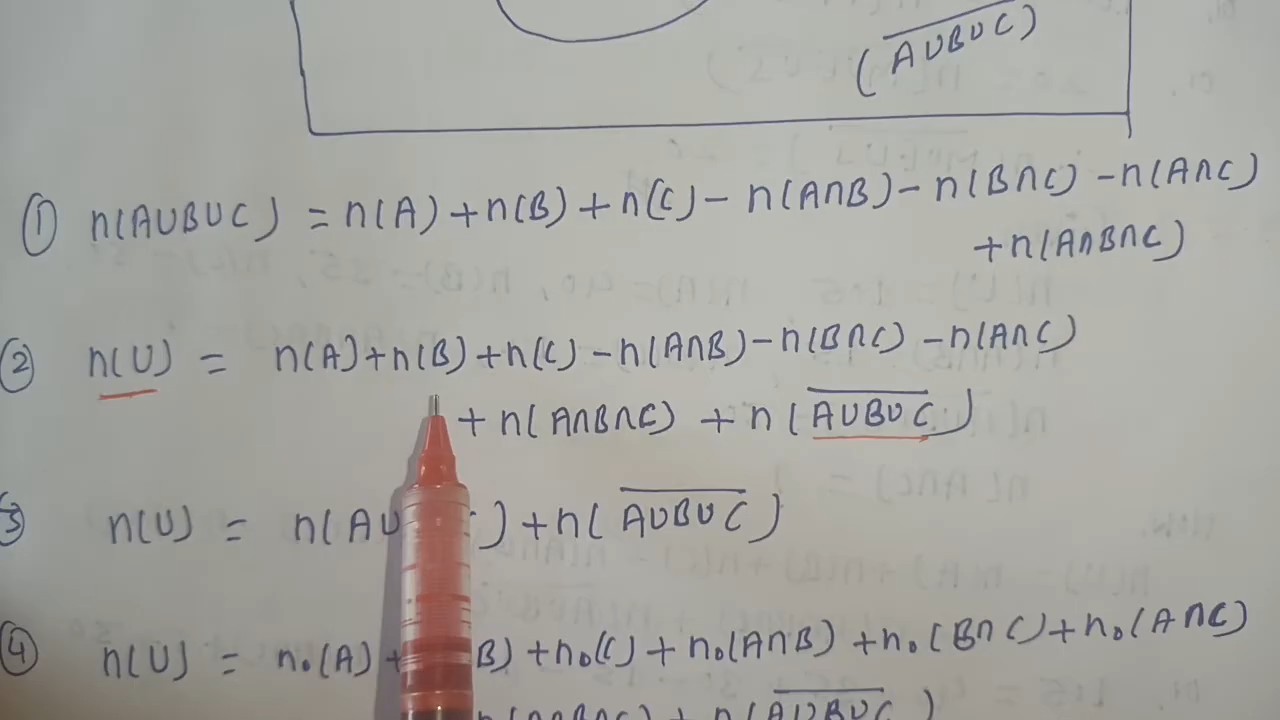 (A∪B∪C)̅
① n(A∪B∪C) = n(A) + n(B) + n(C) - n(A∩B) - n(B∩C) - n(A∩C)
+ n(A∩B∩C)
② n(U) = n(A) + n(B) + n(C) - n(A∩B) - n(B∩C) - n(A∩C)
+ n(A∩B∩C) + n(A̅∪̅B̅∪̅C̅)
③ n(U) = n(A∪ C) + n(A̅∪̅B̅∪̅C̅)
④ n(U) = n₀(A) + B) + n₀(C) + n₀(A∩B) + n₀(B∩C) + n₀(A∩C)
n(A∩B∩C) + n(A̅∪̅B̅∪̅C̅)